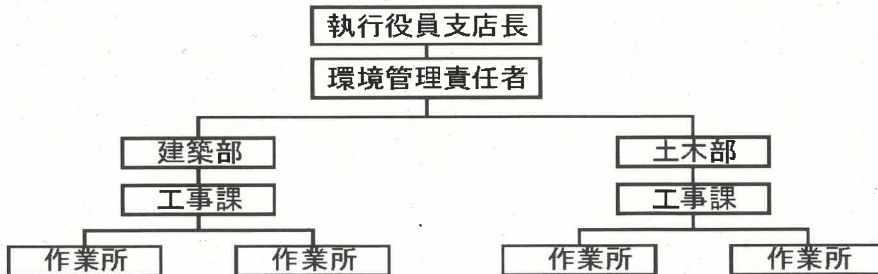 執行役員支店長
環境管理責任者
建築部 土木部
工事課 工事課
作業所 作業所 作業所 作業所